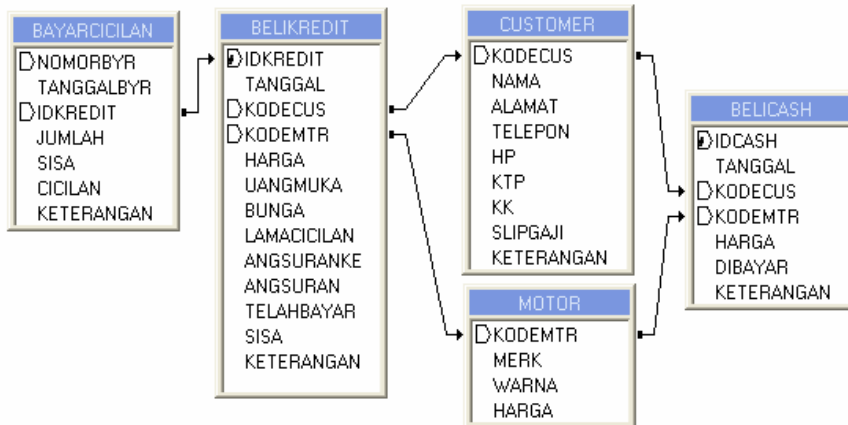 BAYARCICILAN
NOMORBYR
TANGGALBYR
IDKREDIT
JUMLAH
SISA
CICILAN
KETERANGAN
BELIKREDIT
IDKREDIT
TANGGAL
KODECUS
KODEMTR
HARGA
UANGMUKA
BUNGA
LAMACICILAN
ANGSURANKE
ANGSURAN
TELAHBAYAR
SISA
KETERANGAN
CUSTOMER
KODECUS
NAMA
ALAMAT
TELEPON
HP
KTP
KK
SLIPGAJI
KETERANGAN
MOTOR
KODEMTR
MERK
WARNA
HARGA
BELICASH
IDCASH
TANGGAL
KODECUS
KODEMTR
HARGA
DIBAYAR
KETERANGAN